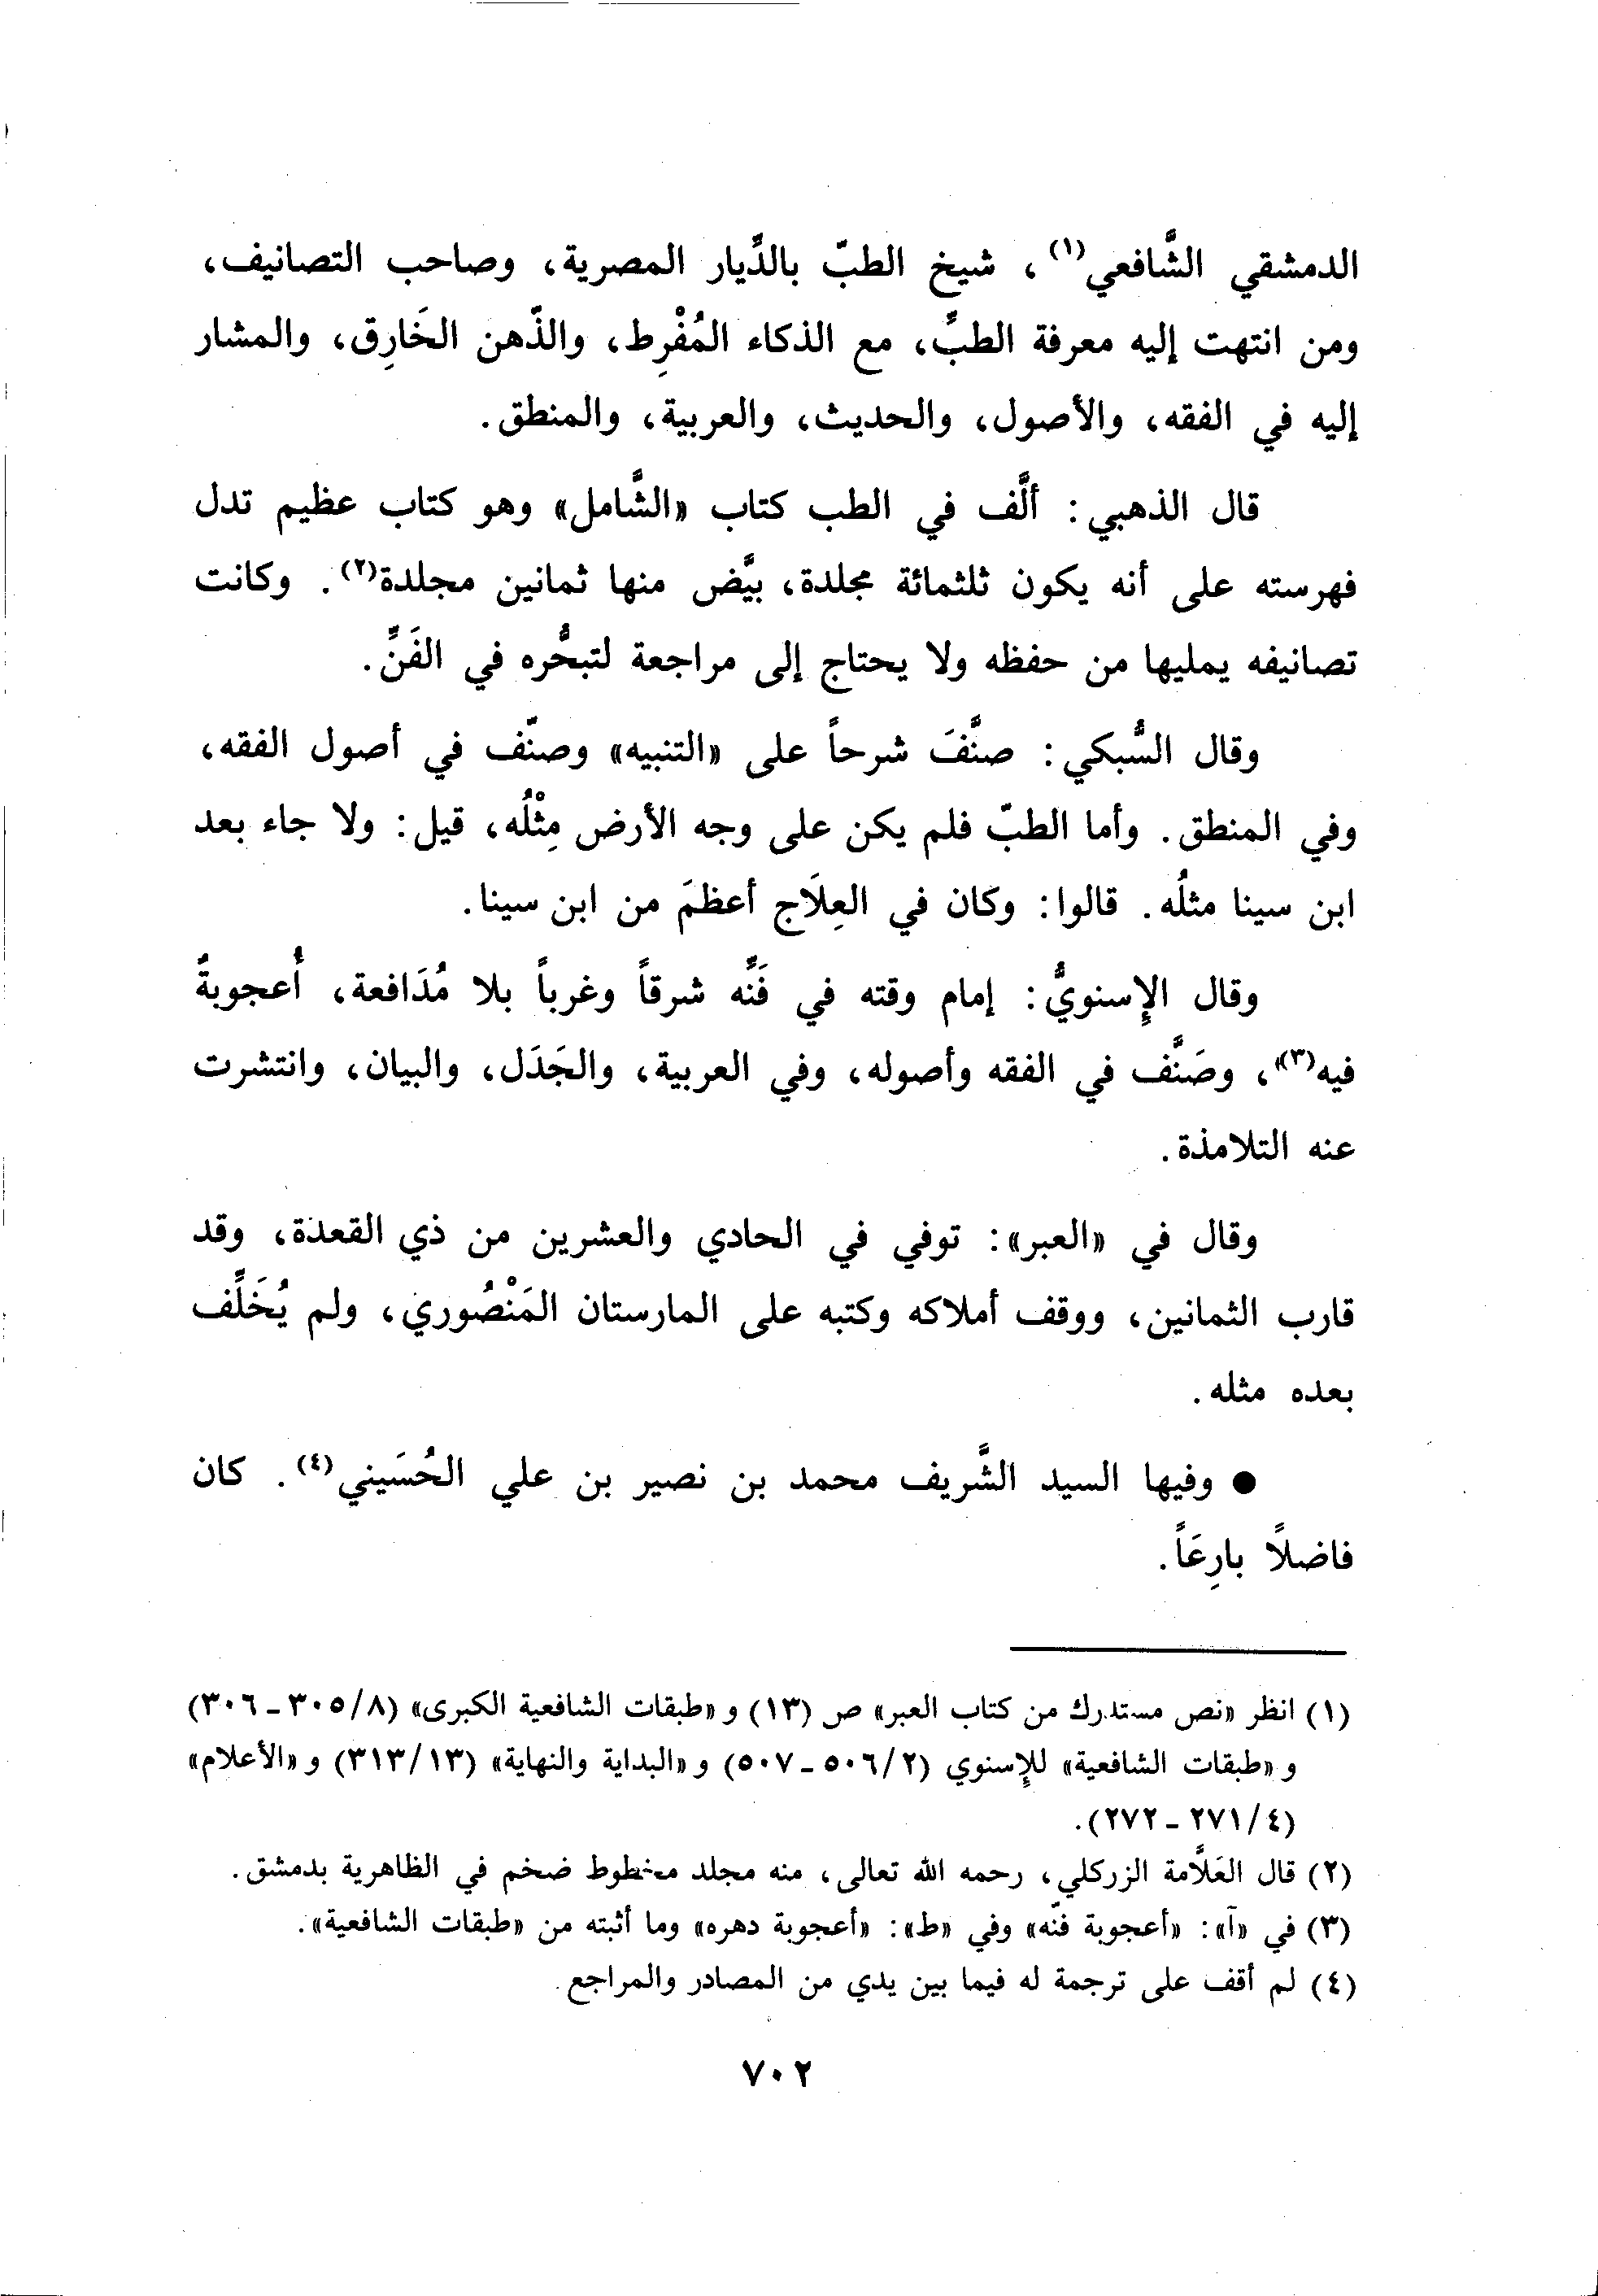 الدمشقي الشَّافعي(١)، شيخ الطبّ بالدِّيار المصرية، وصاحب التصانيف،
ومن انتهت إليه معرفة الطبِّ، مع الذكاء المُفْرِط، والذّهن الخَارِق، والمشار
إليه في الفقه، والأصول، والحديث، والعربية، والمنطق.
قال الذهبي: ألَّف في الطب كتاب «الشَّامل» وهو كتاب عظيم تدل
فهرسته على أنه يكون ثلثمائة مجلدة، بيَّض منها ثمانين مجلدة(٢). وكانت
تصانيفه يمليها من حفظه ولا يحتاج إلى مراجعة لتبحُّره في الفَنِّ.
وقال السُّبكي: صنَّفَ شرحاً على «التنبيه» وصنّف في أصول الفقه،
وفي المنطق. وأما الطبّ فلم يكن على وجه الأرض مِثْلُه، قيل: ولا جاء بعد
ابن سينا مثلُه. قالوا: وكان في العِلَاج أعظمَ من ابن سينا.
وقال الإسنويُّ: إمام وقته في فَنِّه شرقاً وغرباً بلا مُدَافعة، أُعجوبةٌ
فيه(٣)»، وصَنَّف في الفقه وأصوله، وفي العربية، والجَدَل، والبيان، وانتشرت
عنه التلامذة.
وقال في «العبر»: توفي في الحادي والعشرين من ذي القعدة، وقد
قارب الثمانين، ووقف أملاكه وكتبه على المارستان المَنْصُوري، ولم يُخَلِّف
بعده مثله.
● وفيها السيد الشَّريف محمد بن نصير بن علي الحُسَيني(٤). كان
فاضلاً بارِعَاً.
(١) انظر «نص مستدرك من كتاب العبر» ص (١٣) و «طبقات الشافعية الكبرى» (٨/ ٣٠٥ - ٣٠٦)
و «طبقات الشافعية» للإسنوي (٢/ ٥٠٦ - ٥٠٧) و «البداية والنهاية» (١٣/ ٣١٣) و «الأعلام»
(٤/ ٢٧١ - ٢٧٢).
(٢) قال العَلاَّمة الزركلي، رحمه الله تعالى، منه مجلد مخطوط ضخم في الظاهرية بدمشق.
(٣) في «آ»: «أعجوبة فنّه» وفي «ط»: «أعجوبة دهره» وما أثبته من «طبقات الشافعية».
(٤) لم أقف على ترجمة له فيما بين يدي من المصادر والمراجع.
٧٠٢